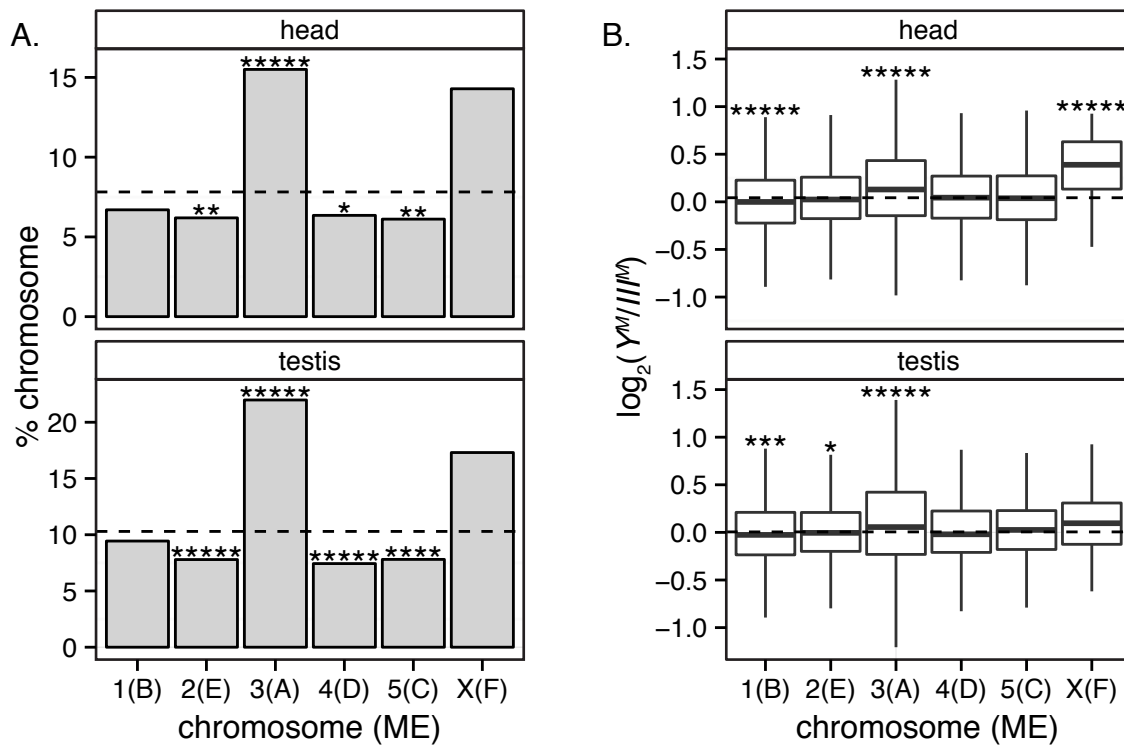 A.
head
*****
15
10
5
0
**
*
**
% chromosome
testis
*****
20
15
10
5
0
*****
*****
****
1(B) 2(E) 3(A) 4(D) 5(C) X(F)
chromosome (ME)
B.
head
1.5
1.0
0.5
0.0
−0.5
−1.0
*****
*****
*****
log₂(Yᴹ/IIIᴹ)
testis
1.5
1.0
0.5
0.0
−0.5
−1.0
***
*
*****
1(B) 2(E) 3(A) 4(D) 5(C) X(F)
chromosome (ME)